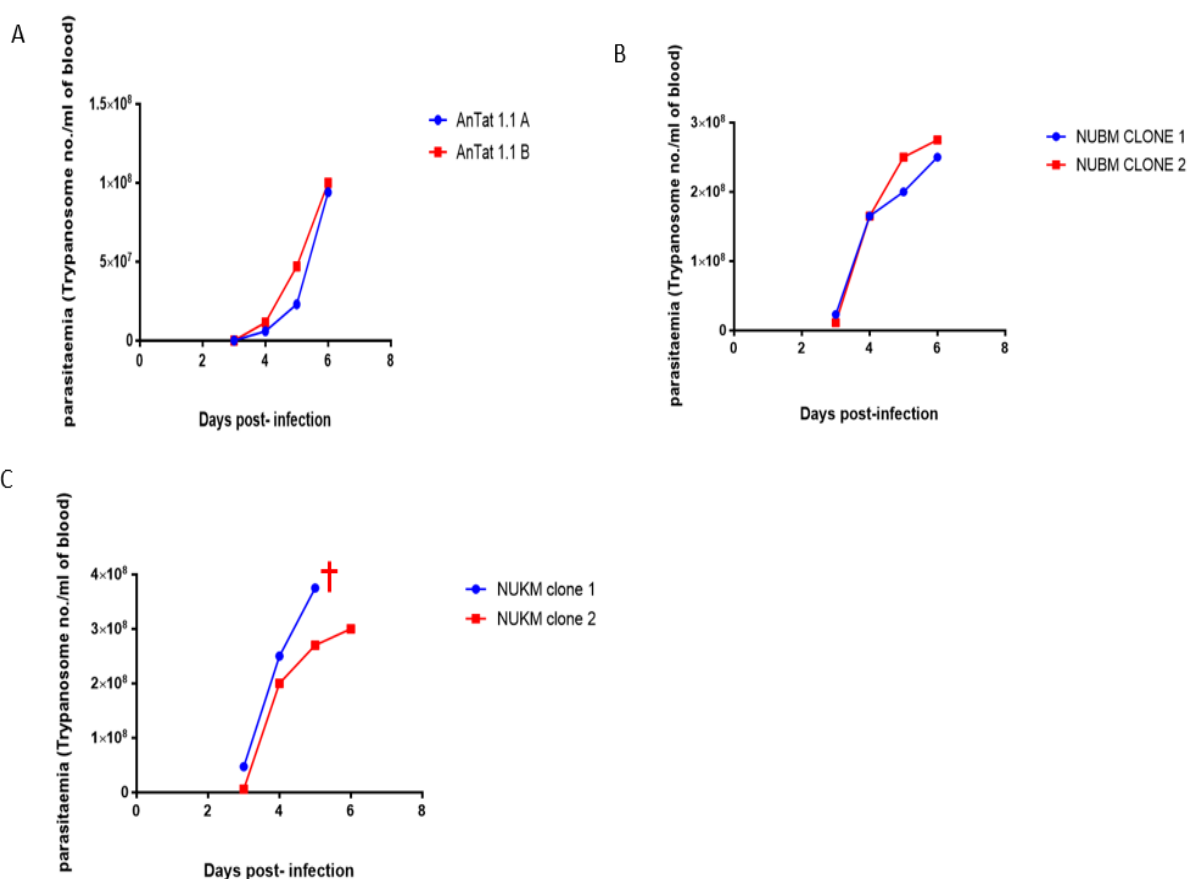 A
parasitaemia (Trypanosome no./ml of blood)
1.5×10⁸
1×10⁸
5×10⁷
0
0 2 4 6 8
Days post- infection
AnTat 1.1 A
AnTat 1.1 B
B
parasitaemia (Trypanosome no./ml of blood)
3×10⁸
2×10⁸
1×10⁸
0
0 2 4 6 8
Days post-infection
NUBM CLONE 1
NUBM CLONE 2
C
parasitaemia (Trypanosome no./ml of blood)
4×10⁸
3×10⁸
2×10⁸
1×10⁸
0
0 2 4 6 8
Days post- infection
NUKM clone 1
NUKM clone 2